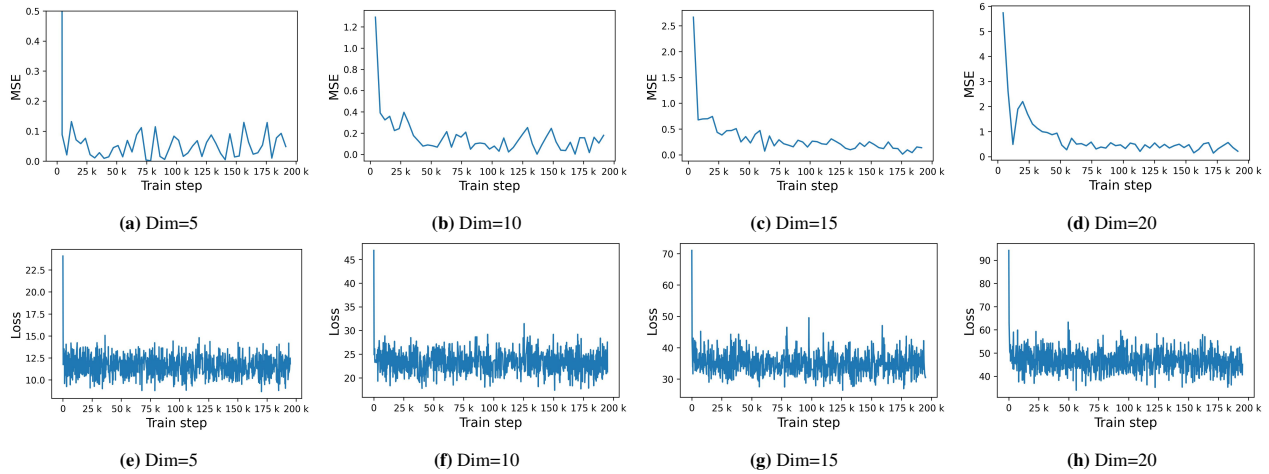 0.5
0.4
0.3
0.2
0.1
0.0
MSE
0 25 k 50 k 75 k 100 k 125 k 150 k 175 k 200 k
Train step
(a) Dim=5
1.2
1.0
0.8
0.6
0.4
0.2
0.0
MSE
0 25 k 50 k 75 k 100 k 125 k 150 k 175 k 200 k
Train step
(b) Dim=10
2.5
2.0
1.5
1.0
0.5
0.0
MSE
0 25 k 50 k 75 k 100 k 125 k 150 k 175 k 200 k
Train step
(c) Dim=15
6
5
4
3
2
1
0
MSE
0 25 k 50 k 75 k 100 k 125 k 150 k 175 k 200 k
Train step
(d) Dim=20
22.5
20.0
17.5
15.0
12.5
10.0
Loss
0 25 k 50 k 75 k 100 k 125 k 150 k 175 k 200 k
Train step
(e) Dim=5
45
40
35
30
25
20
Loss
0 25 k 50 k 75 k 100 k 125 k 150 k 175 k 200 k
Train step
(f) Dim=10
70
60
50
40
30
Loss
0 25 k 50 k 75 k 100 k 125 k 150 k 175 k 200 k
Train step
(g) Dim=15
90
80
70
60
50
40
Loss
0 25 k 50 k 75 k 100 k 125 k 150 k 175 k 200 k
Train step
(h) Dim=20